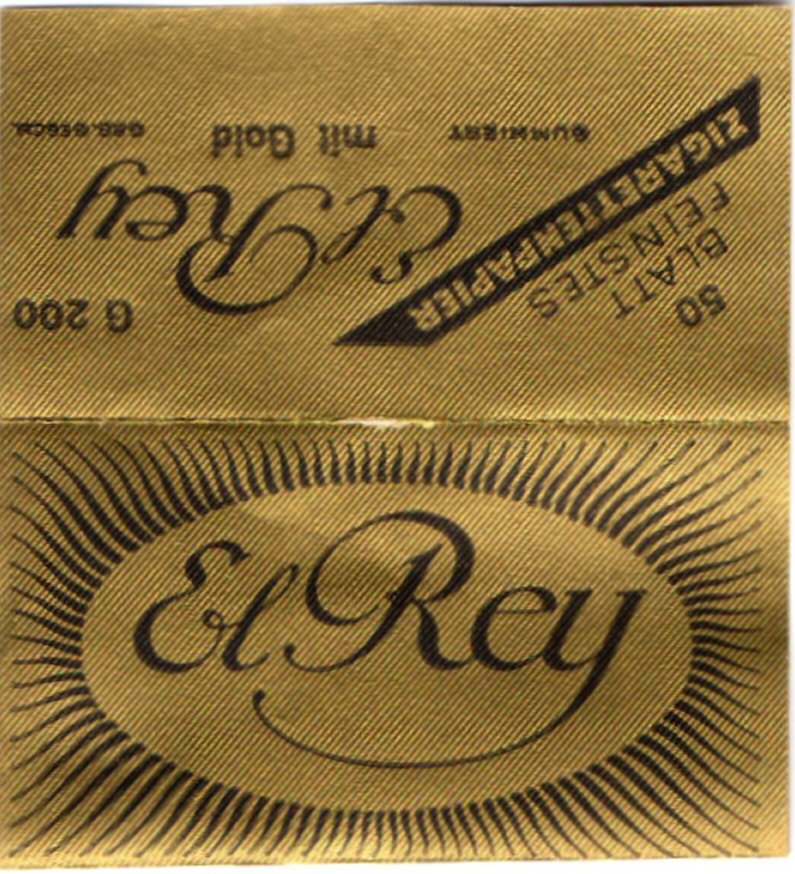 El Rey
G 200
50
BLATT
FEINSTES
ZIGARETTENPAPIER
El Rey
GES. GESCH.
mit Gold
GUMMIERT